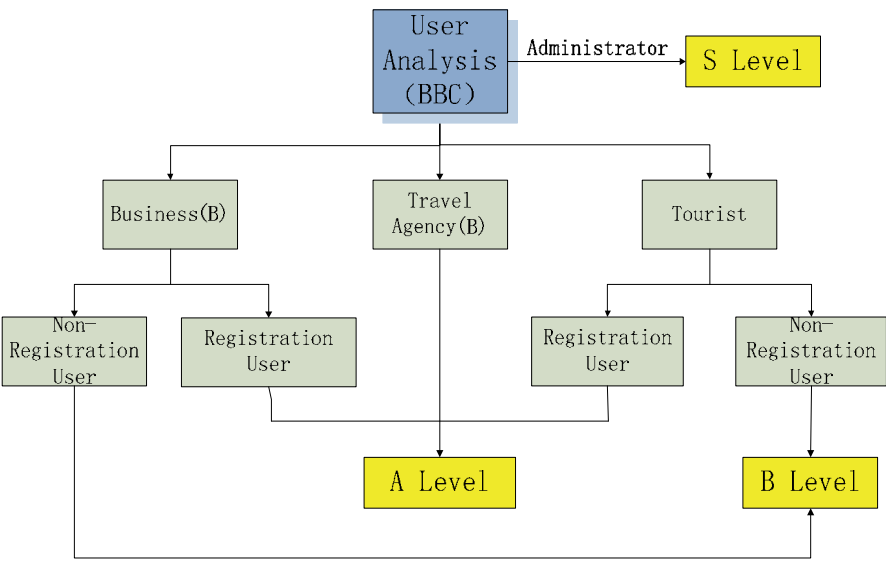 User
Analysis
(BBC)
Administrator
S Level
Business(B)
Travel
Agency(B)
Tourist
Non-
Registration
User
Registration
User
Registration
User
Non-
Registration
User
A Level
B Level